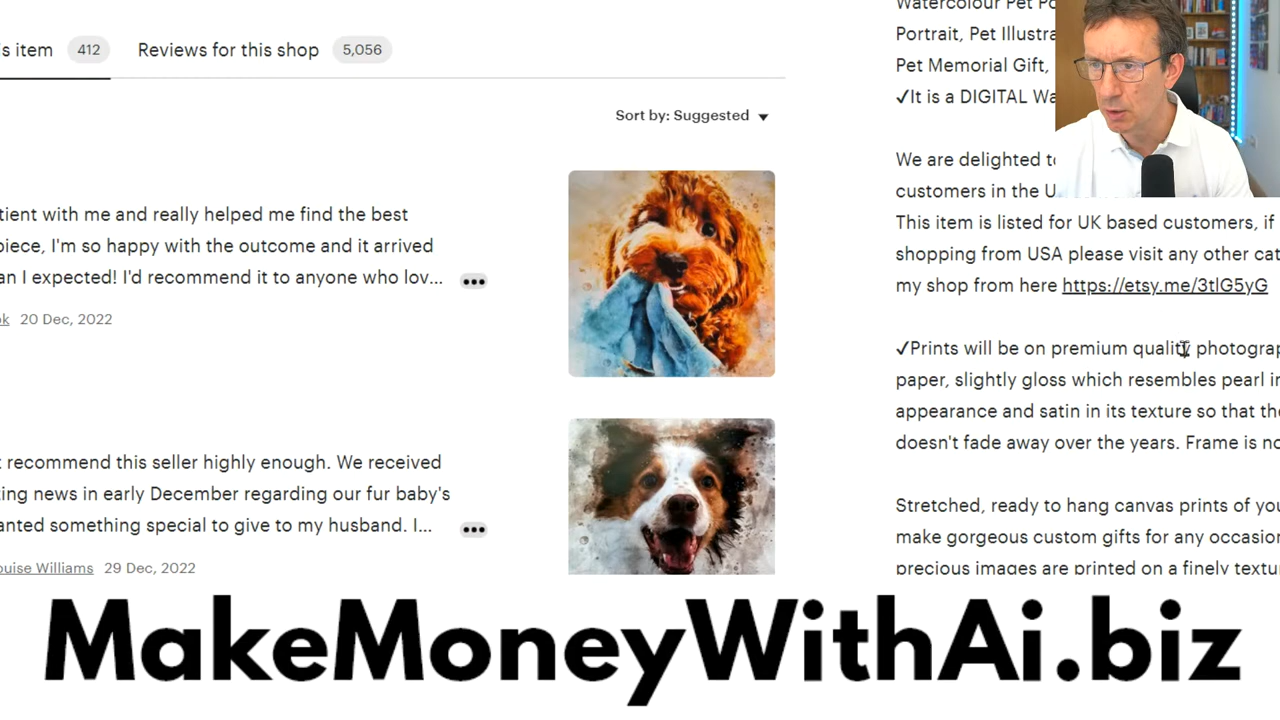 s item 412 Reviews for this shop 5,056
Sort by: Suggested
tient with me and really helped me find the best
piece, I'm so happy with the outcome and it arrived
an I expected! I'd recommend it to anyone who lov...
k 20 Dec, 2022
recommend this seller highly enough. We received
ting news in early December regarding our fur baby's
anted something special to give to my husband. I...
ouise Williams 29 Dec, 2022
Watercolour Pet Po
Portrait, Pet Illustra
Pet Memorial Gift,
✓It is a DIGITAL Wa
We are delighted to
customers in the U
This item is listed for UK based customers, if
shopping from USA please visit any other cat
my shop from here https://etsy.me/3tlG5yG
✓Prints will be on premium quality photograp
paper, slightly gloss which resembles pearl in
appearance and satin in its texture so that the
doesn't fade away over the years. Frame is no
Stretched, ready to hang canvas prints of you
make gorgeous custom gifts for any occasion
precious images are printed on a finely textu
MakeMoneyWithAi.biz